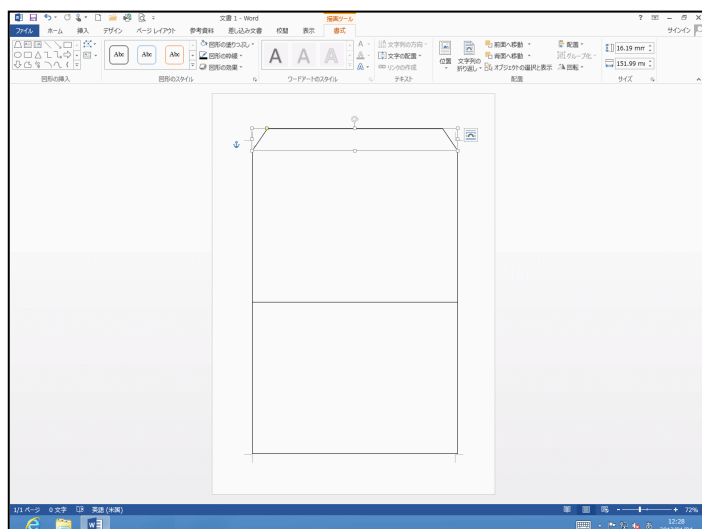 文書 1 - Word
描画ツール
サインイン
ファイル ホーム 挿入 デザイン ページ レイアウト 参考資料 差し込み文書 校閲 表示 書式
Abc Abc Abc
図形の塗りつぶし
図形の枠線
図形の効果
A A A
文字列の方向
文字の配置
リンクの作成
位置
文字列の
折り返し
前面へ移動
背面へ移動
オブジェクトの選択と表示
配置
グループ化
回転
16.19 mm
151.99 mi
図形の挿入 図形のスタイル ワードアートのスタイル テキスト 配置 サイズ
1/1 ページ 0 文字 英語 (米国)
72%
あ
12:28